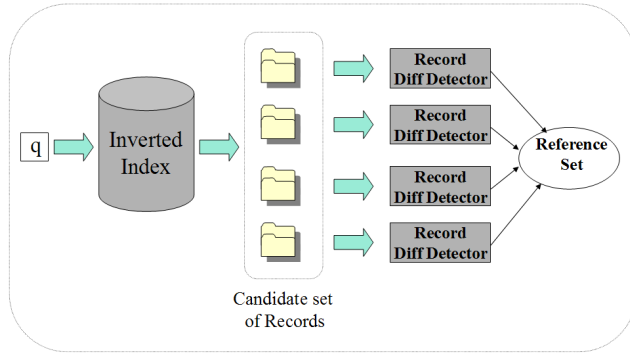 q
Inverted
Index
Record
Diff Detector
Record
Diff Detector
Record
Diff Detector
Record
Diff Detector
Reference
Set
Candidate set
of Records